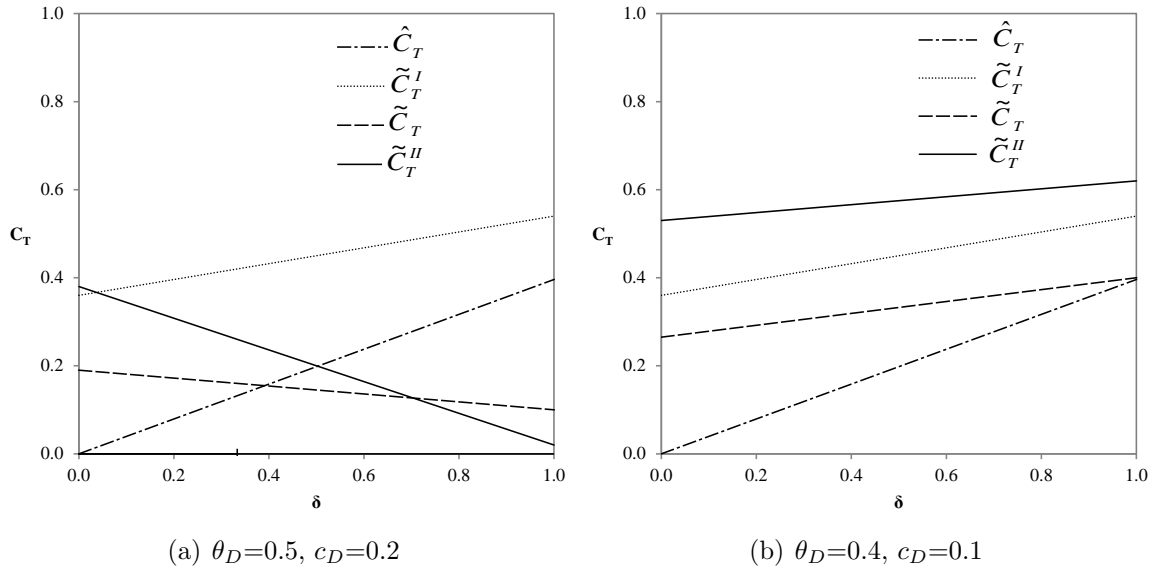 1.0
0.8
0.6
0.4
0.2
0.0
C_T
0.0 0.2 0.4 0.6 0.8 1.0
δ
Ĉ_T
C̃_T^I
C̃_T
C̃_T^II
(a) θ_D=0.5, c_D=0.2
1.0
0.8
0.6
0.4
0.2
0.0
C_T
0.0 0.2 0.4 0.6 0.8 1.0
δ
Ĉ_T
C̃_T^I
C̃_T
C̃_T^II
(b) θ_D=0.4, c_D=0.1